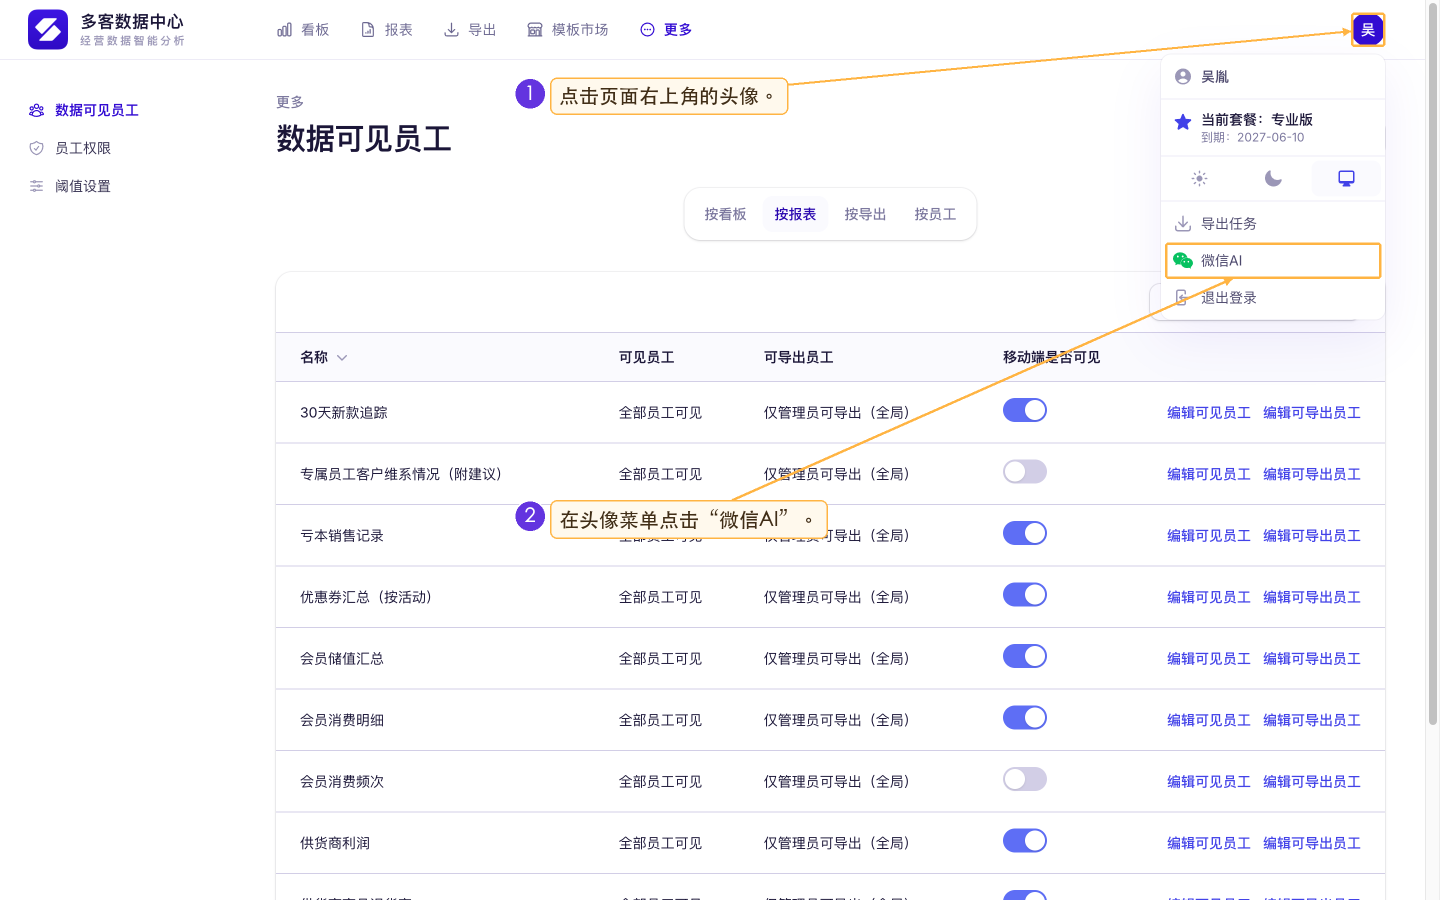 多客数据中心
经营数据智能分析
看板
报表
导出
模板市场
更多
吴
吴胤
当前套餐：专业版
到期：2027-06-10
导出任务
微信AI
退出登录
数据可见员工
员工权限
阈值设置
1
点击页面右上角的头像。
更多
数据可见员工
按看板
按报表
按导出
按员工
名称
可见员工
可导出员工
移动端是否可见
30天新款追踪
全部员工可见
仅管理员可导出（全局）
编辑可见员工
编辑可导出员工
专属员工客户维系情况（附建议）
全部员工可见
仅管理员可导出（全局）
编辑可见员工
编辑可导出员工
2
在头像菜单点击“微信AI”。
亏本销售记录
全部员工可见
仅管理员可导出（全局）
编辑可见员工
编辑可导出员工
优惠券汇总（按活动）
全部员工可见
仅管理员可导出（全局）
编辑可见员工
编辑可导出员工
会员储值汇总
全部员工可见
仅管理员可导出（全局）
编辑可见员工
编辑可导出员工
会员消费明细
全部员工可见
仅管理员可导出（全局）
编辑可见员工
编辑可导出员工
会员消费频次
全部员工可见
仅管理员可导出（全局）
编辑可见员工
编辑可导出员工
供货商利润
全部员工可见
仅管理员可导出（全局）
编辑可见员工
编辑可导出员工